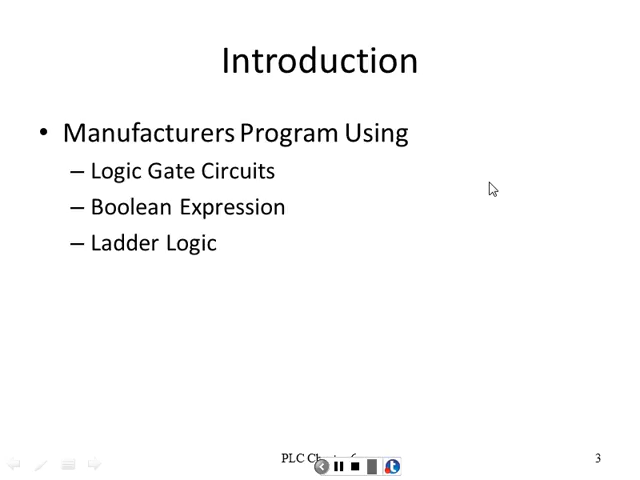 Introduction
• Manufacturers Program Using
– Logic Gate Circuits
– Boolean Expression
– Ladder Logic
PLC
3